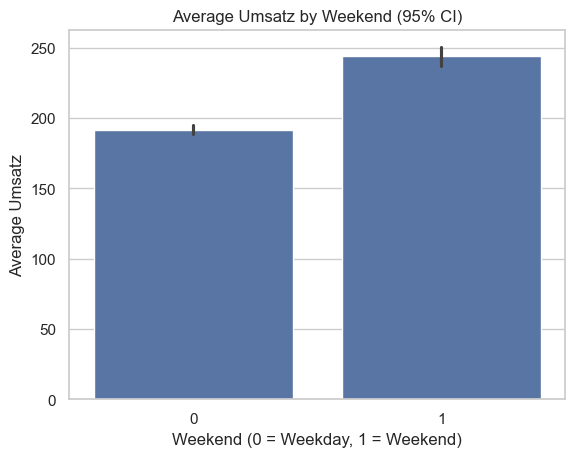 Average Umsatz by Weekend (95% CI)
250
200
150
100
50
0
Average Umsatz
0 1
Weekend (0 = Weekday, 1 = Weekend)